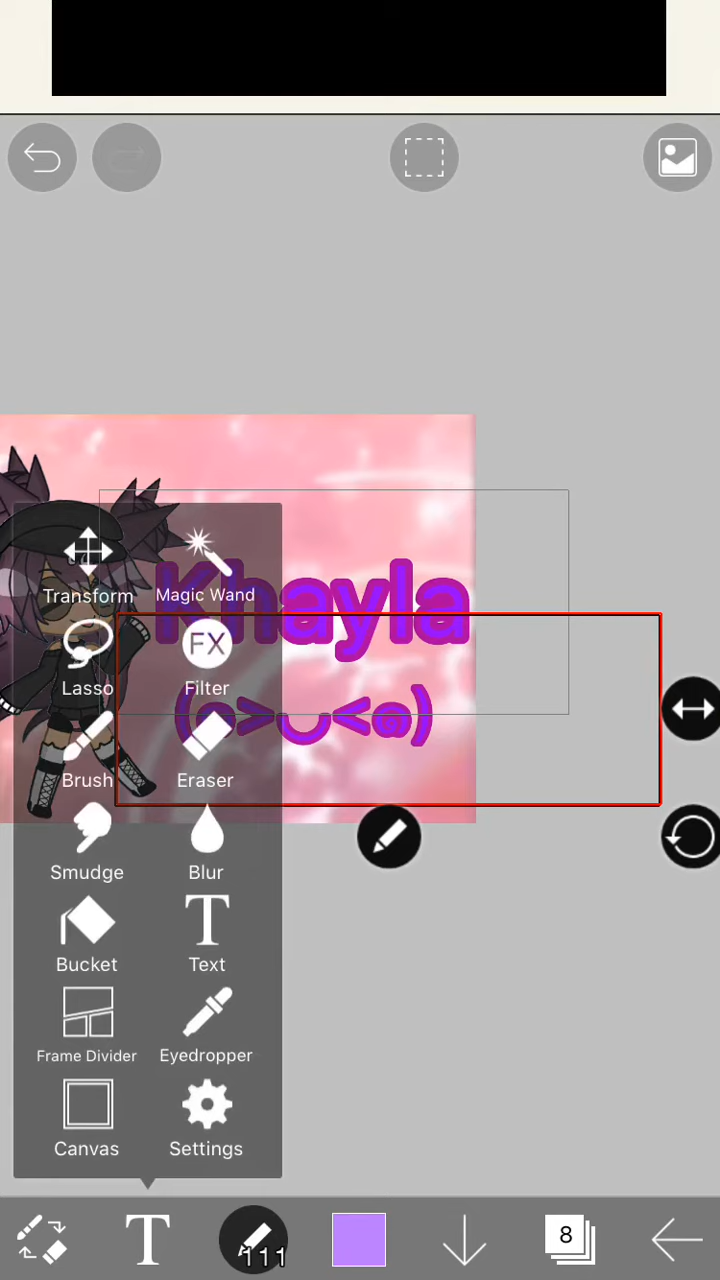 Khayla
(๑>◡<๑)
Transform
Magic Wand
Lasso
FX
Filter
Brush
Eraser
Smudge
Blur
Bucket
T
Text
Frame Divider
Eyedropper
Canvas
Settings
T
111
8